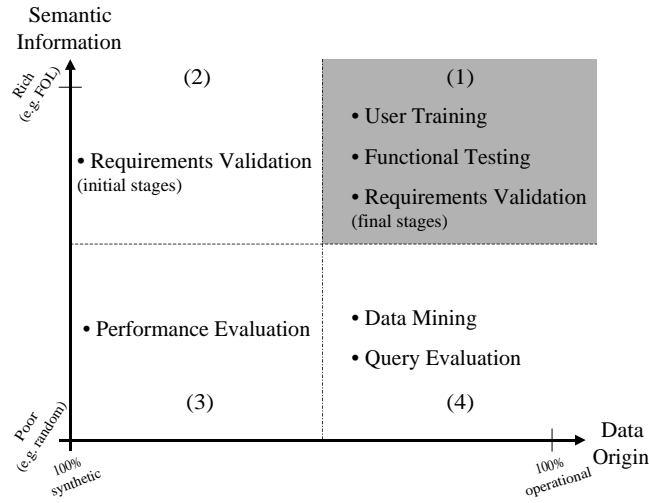 Semantic
Information
Rich
(e.g. FOL)
(2)
(1)
• User Training
• Functional Testing
• Requirements Validation
(initial stages)
• Requirements Validation
(final stages)
• Performance Evaluation
• Data Mining
• Query Evaluation
(3)
(4)
Poor
(e.g. random)
100%
synthetic
100%
operational
Data
Origin